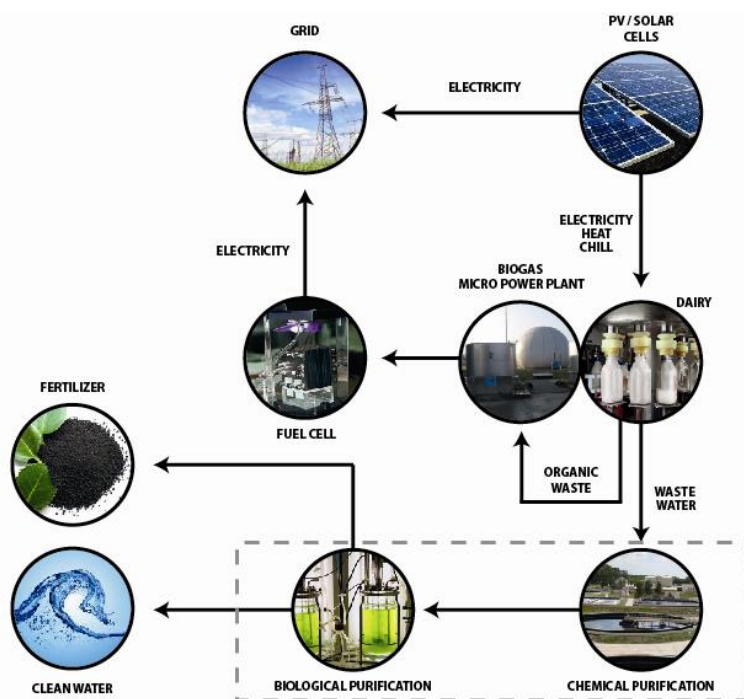 GRID
PV / SOLAR
CELLS
ELECTRICITY
ELECTRICITY
HEAT
CHILL
ELECTRICITY
BIOGAS
MICRO POWER PLANT
DAIRY
FERTILIZER
FUEL CELL
ORGANIC
WASTE
WASTE
WATER
CLEAN WATER
BIOLOGICAL PURIFICATION
CHEMICAL PURIFICATION